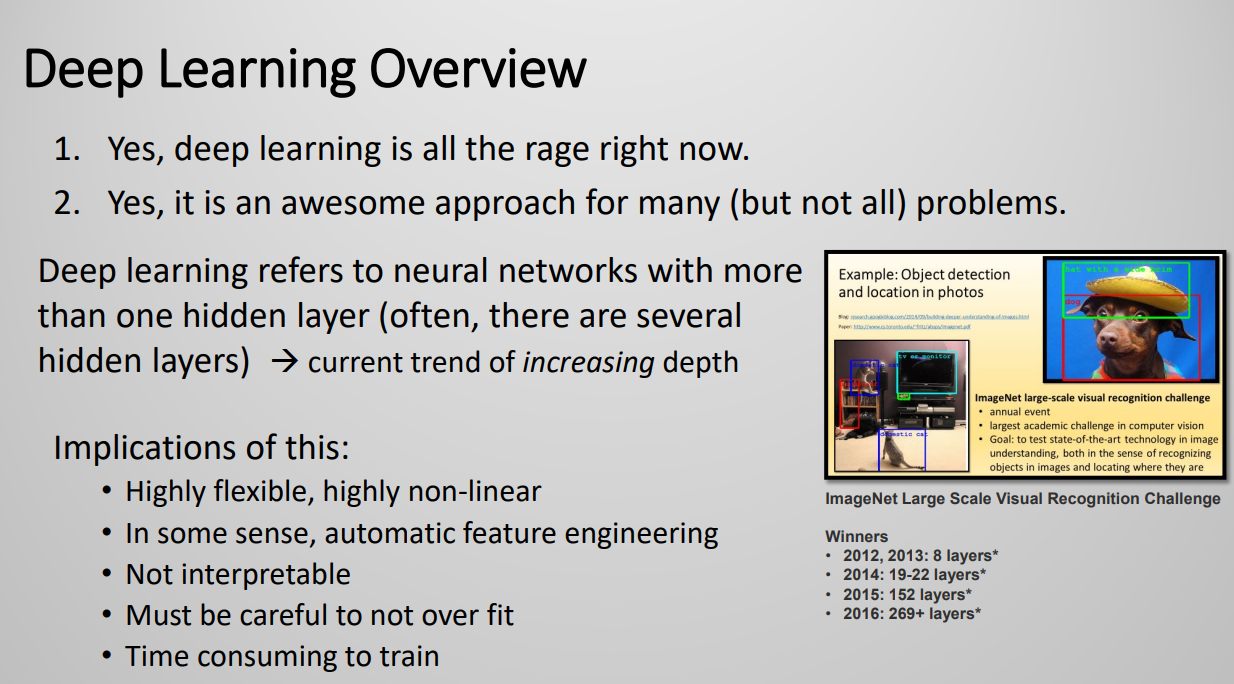 Deep Learning Overview
1. Yes, deep learning is all the rage right now.
2. Yes, it is an awesome approach for many (but not all) problems.
Deep learning refers to neural networks with more
than one hidden layer (often, there are several
hidden layers) → current trend of increasing depth
Implications of this:
• Highly flexible, highly non-linear
• In some sense, automatic feature engineering
• Not interpretable
• Must be careful to not over fit
• Time consuming to train
Example: Object detection
and location in photos
Blog:
Paper:
dog
tv or monitor
domestic cat
ImageNet large-scale visual recognition challenge
• annual event
• largest academic challenge in computer vision
• Goal: to test state-of-the-art technology in image
understanding, both in the sense of recognizing
objects in images and locating where they are
ImageNet Large Scale Visual Recognition Challenge
Winners
• 2012, 2013: 8 layers*
• 2014: 19-22 layers*
• 2015: 152 layers*
• 2016: 269+ layers*